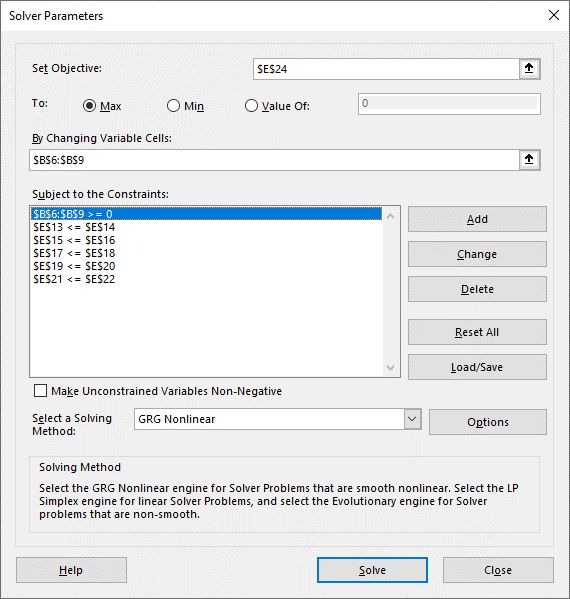 Solver Parameters
Set Objective:
$E$24
To:
Max
Min
Value Of:
0
By Changing Variable Cells:
$B$6:$B$9
Subject to the Constraints:
$B$6:$B$9 >= 0
$E$13 <= $E$14
$E$15 <= $E$16
$E$17 <= $E$18
$E$19 <= $E$20
$E$21 <= $E$22
Add
Change
Delete
Reset All
Load/Save
Make Unconstrained Variables Non-Negative
Select a Solving
Method:
GRG Nonlinear
Options
Solving Method
Select the GRG Nonlinear engine for Solver Problems that are smooth nonlinear. Select the LP
Simplex engine for linear Solver Problems, and select the Evolutionary engine for Solver
problems that are non-smooth.
Help
Solve
Close